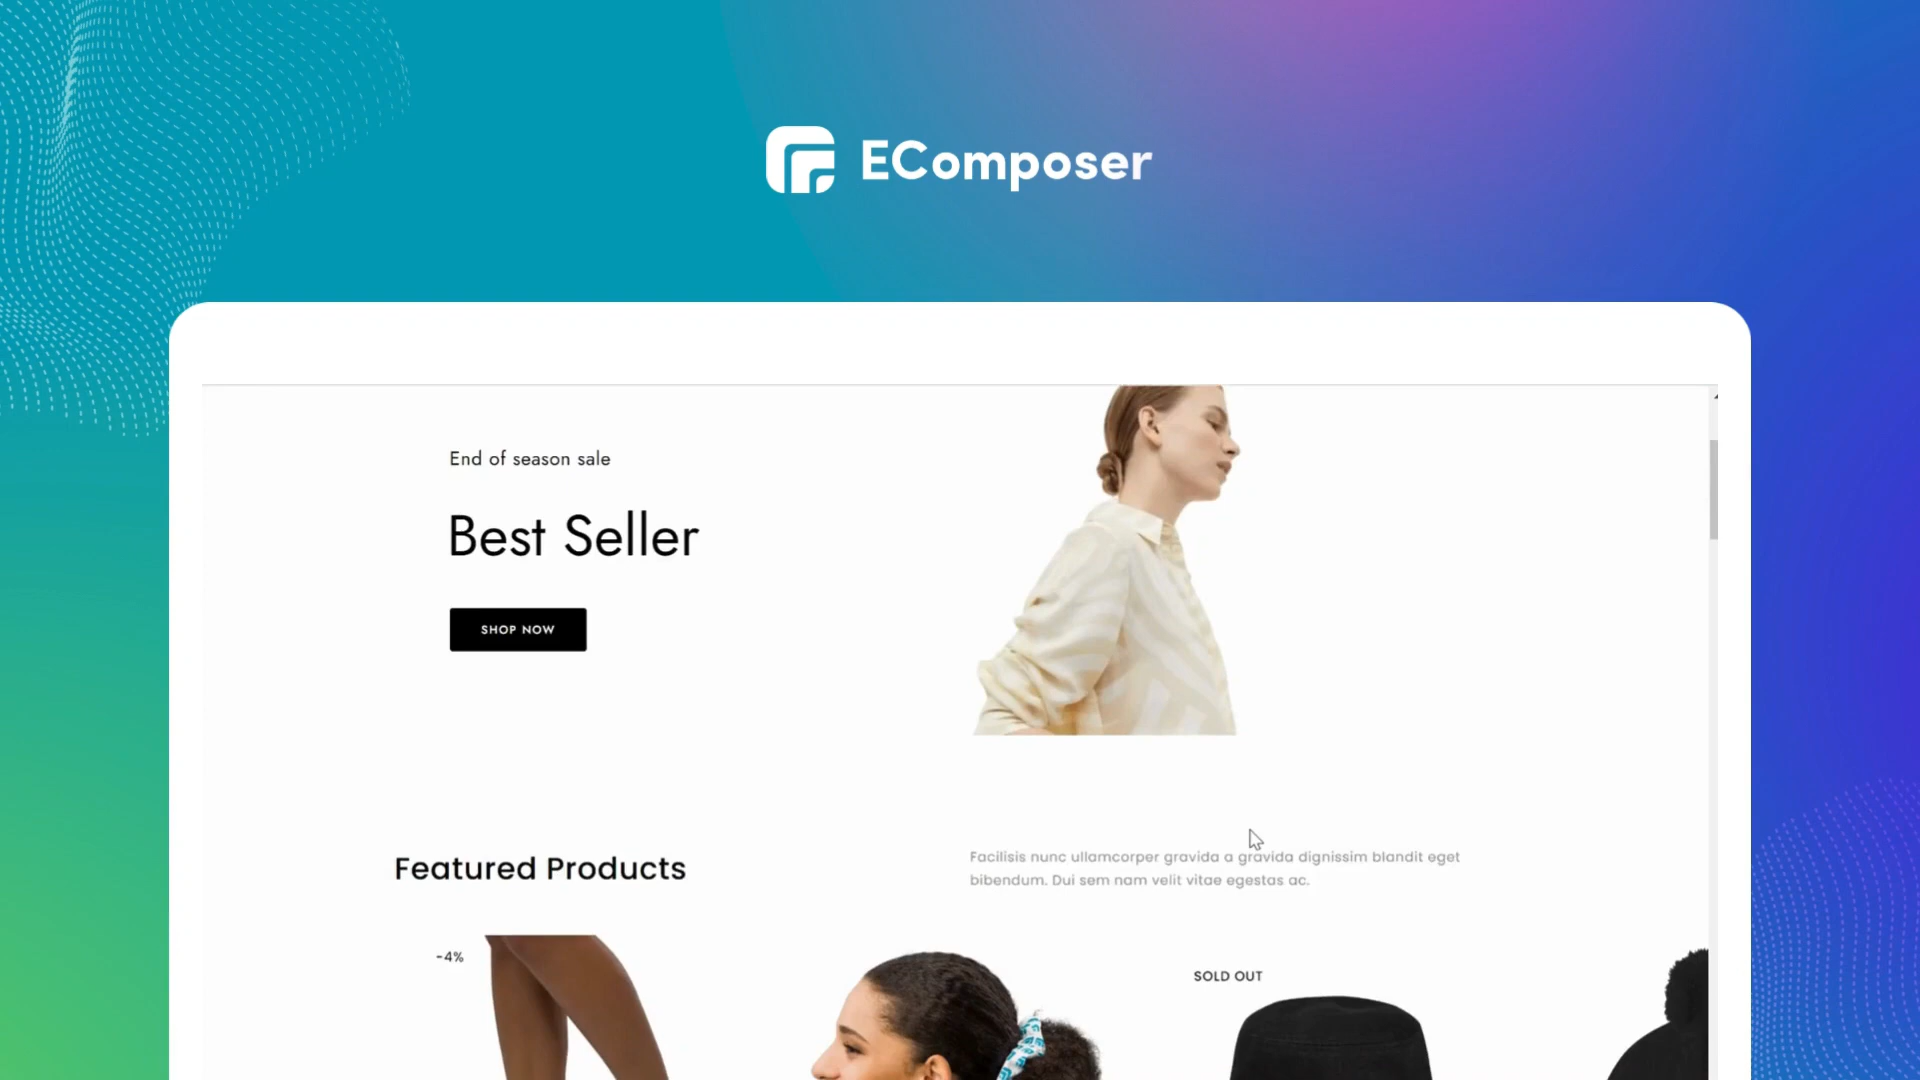 EComposer
End of season sale
Best Seller
SHOP NOW
Featured Products
Facilisis nunc ullamcorper gravida a gravida dignissim blandit eget
bibendum. Dui sem nam velit vitae egestas ac.
-4%
SOLD OUT